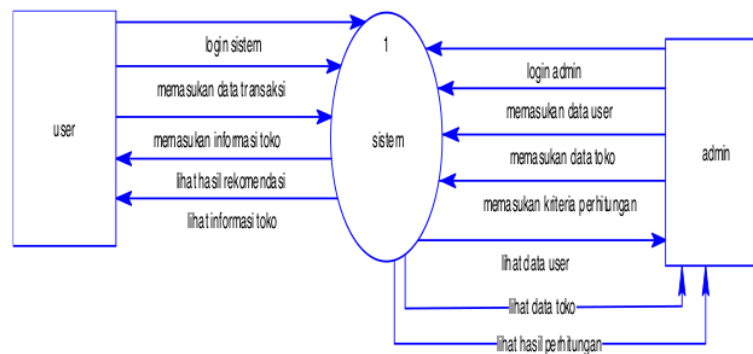 user
login sistem
memasukan data transaksi
memasukan informasi toko
lihat hasil rekomendasi
lihat informasi toko
1
sistem
login admin
memasukan data user
memasukan data toko
memasukan kriteria perhitungan
lihat data user
lihat data toko
lihat hasil perhitungan
admin